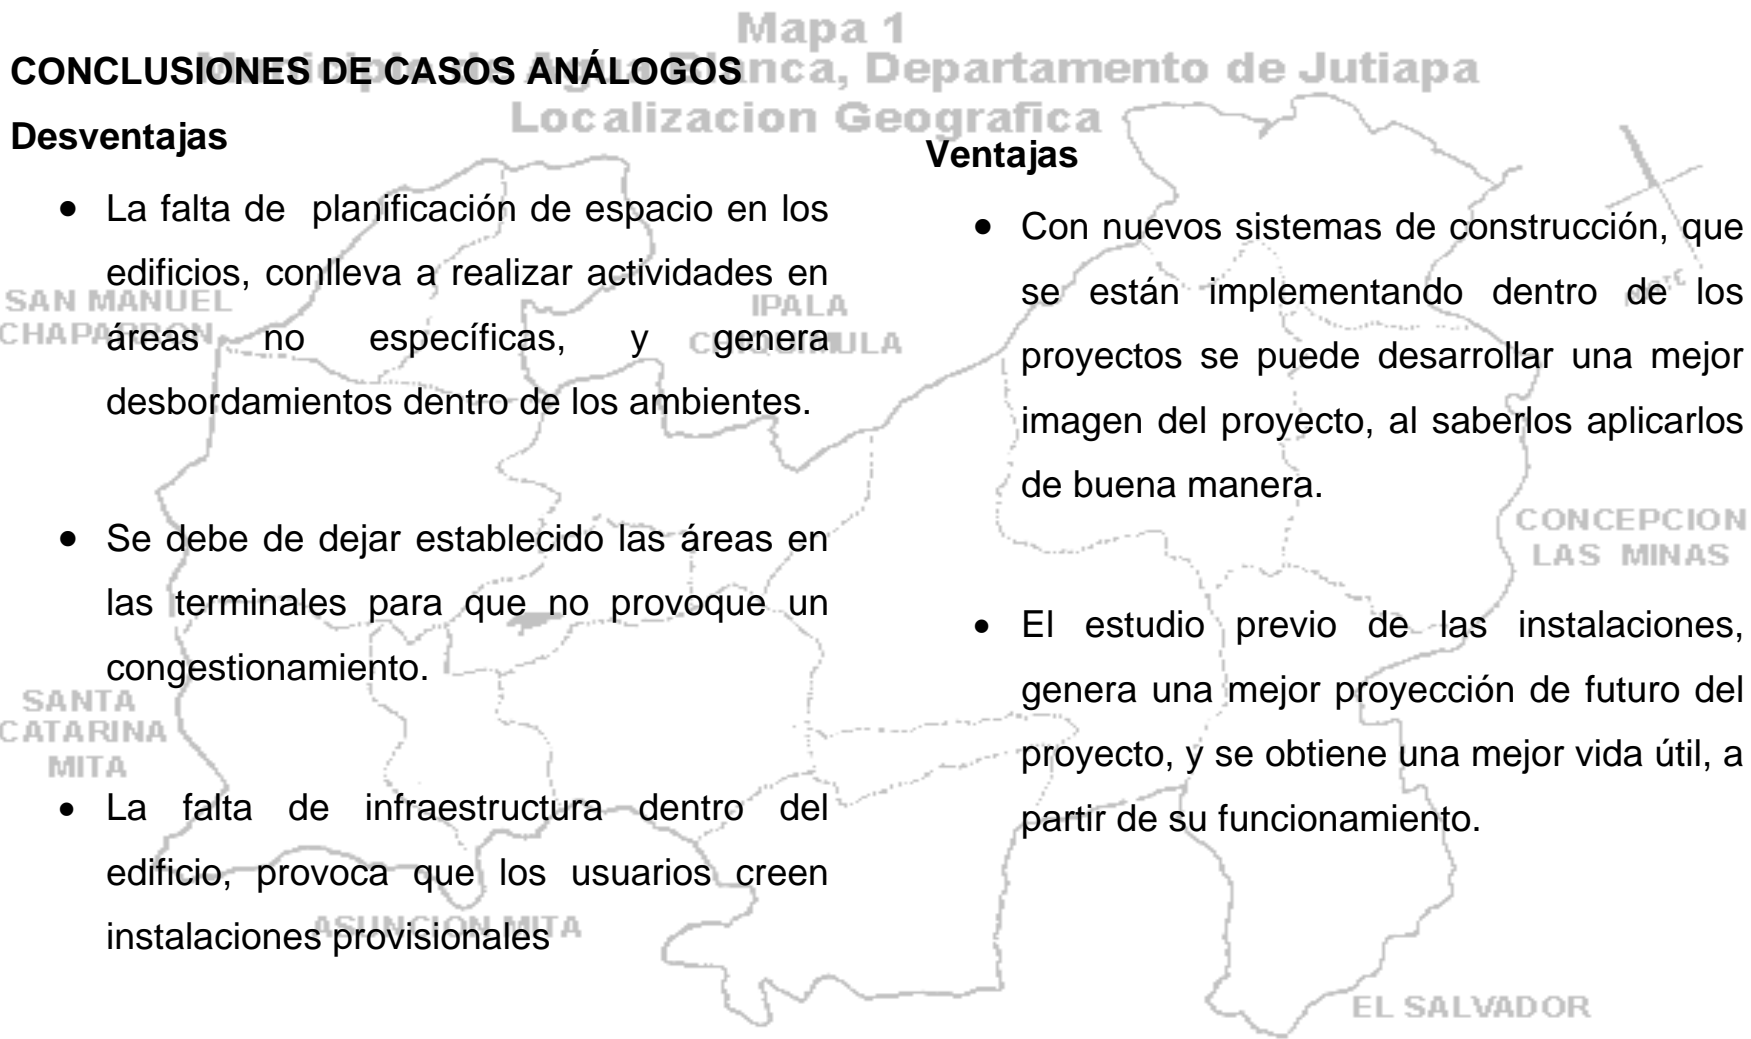 Mapa 1
Municipio de Agua Blanca, Departamento de Jutiapa
Localizacion Geografica
CONCLUSIONES DE CASOS ANÁLOGOS
Desventajas
• La falta de planificación de espacio en los
edificios, conlleva a realizar actividades en
áreas no específicas, y genera
desbordamientos dentro de los ambientes.
• Se debe de dejar establecido las áreas en
las terminales para que no provoque un
congestionamiento.
• La falta de infraestructura dentro del
edificio, provoca que los usuarios creen
instalaciones provisionales
Ventajas
• Con nuevos sistemas de construcción, que
se están implementando dentro de los
proyectos se puede desarrollar una mejor
imagen del proyecto, al saberlos aplicarlos
de buena manera.
• El estudio previo de las instalaciones,
genera una mejor proyección de futuro del
proyecto, y se obtiene una mejor vida útil, a
partir de su funcionamiento.
SAN MANUEL
CHAPARRON
IPALA
CHIQUIMULA
CONCEPCION
LAS MINAS
SANTA
CATARINA
MITA
ASUNCION MITA
EL SALVADOR